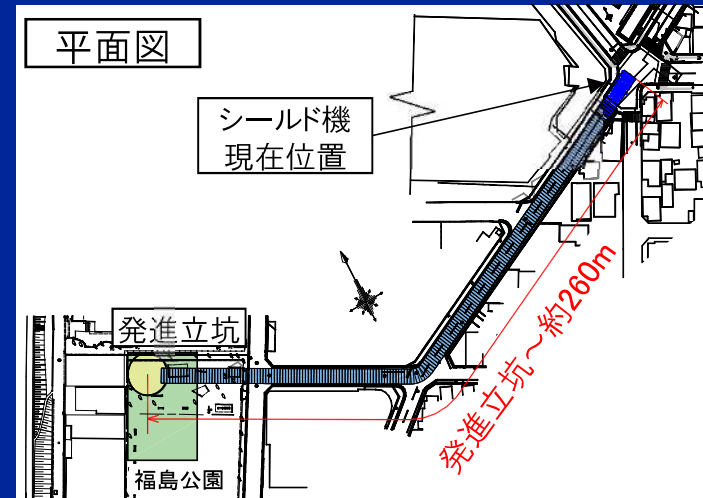 平面図
シールド機
現在位置
発進立坑
発進立坑～約260m
福島公園